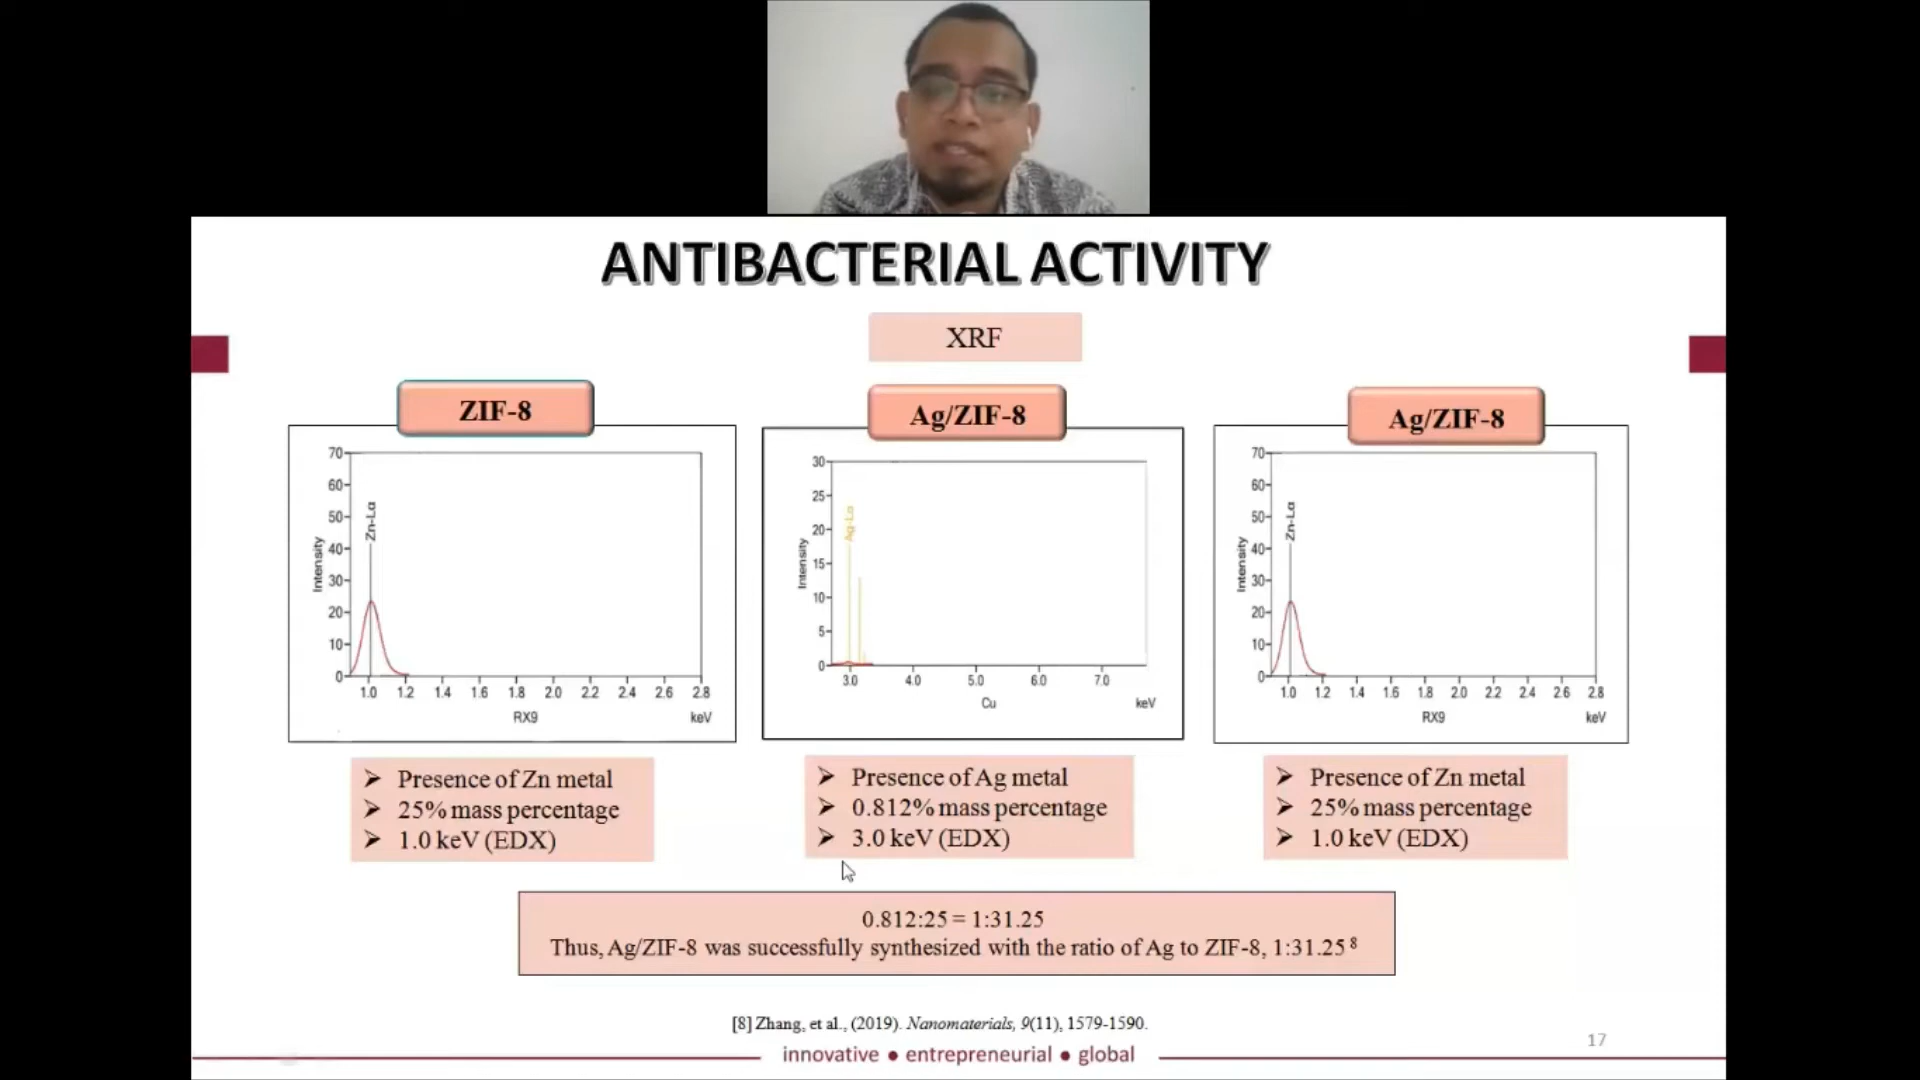 ANTIBACTERIAL ACTIVITY
XRF
ZIF-8
Ag/ZIF-8
Ag/ZIF-8
70
60
50
40
30
20
10
0
Intensity
Zn-Lα
1.0 1.2 1.4 1.6 1.8 2.0 2.2 2.4 2.6 2.8
RX9 keV
30
25
20
15
10
5
0
Intensity
Ag-Lα
3.0 4.0 5.0 6.0 7.0
Cu keV
70
60
50
40
30
20
10
0
Intensity
Zn-Lα
1.0 1.2 1.4 1.6 1.8 2.0 2.2 2.4 2.6 2.8
RX9 keV
➢ Presence of Zn metal
➢ 25% mass percentage
➢ 1.0 keV (EDX)
➢ Presence of Ag metal
➢ 0.812% mass percentage
➢ 3.0 keV (EDX)
➢ Presence of Zn metal
➢ 25% mass percentage
➢ 1.0 keV (EDX)
0.812:25 = 1:31.25
Thus, Ag/ZIF-8 was successfully synthesized with the ratio of Ag to ZIF-8, 1:31.25 ⁸
[8] Zhang, et al., (2019). Nanomaterials, 9(11), 1579-1590.
17
innovative ● entrepreneurial ● global